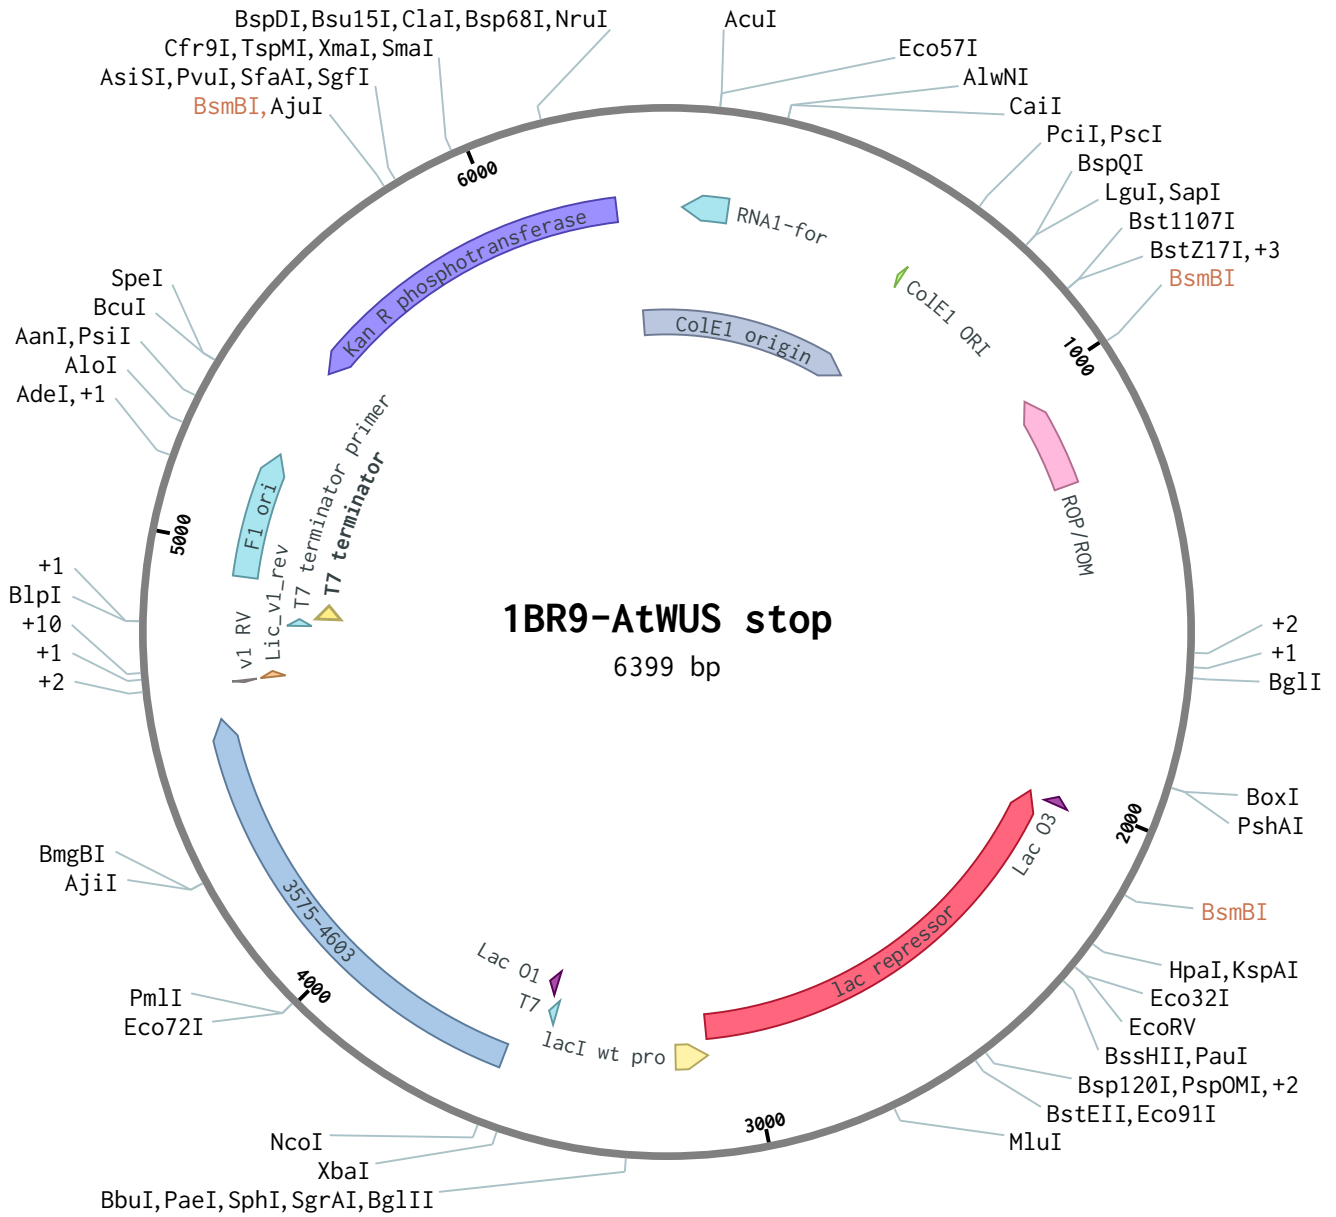 BspDI,Bsu15I,ClaI,Bsp68I,NruI
Cfr9I,TspMI,XmaI,SmaI
AsiSI,PvuI,SfaAI,SgfI
BsmBI,AjuI
AcuI
Eco57I
AlwNI
CaiI
PciI,PscI
BspQI
LguI,SapI
Bst1107I
BstZ17I,+3
BsmBI
6000
1000
2000
3000
4000
5000
SpeI
BcuI
AanI,PsiI
AloI
AdeI,+1
+1
BlpI
+10
+1
+2
BmgBI
AjiI
PmlI
Eco72I
NcoI
XbaI
BbuI,PaeI,SphI,SgrAI,BglII
+2
+1
BglI
BoxI
PshAI
BsmBI
HpaI,KspAI
Eco32I
EcoRV
BssHII,PauI
Bsp120I,PspOMI,+2
BstEII,Eco91I
MluI
Kan R phosphotransferase
RNA1-for
ColE1 ORI
ColE1 origin
ROP/ROM
F1 ori
v1 RV
Lic_v1_rev
T7 terminator primer
T7 terminator
1BR9-AtWUS stop
6399 bp
Lac O3
lac repressor
lacI wt pro
Lac O1
T7
3575-4603